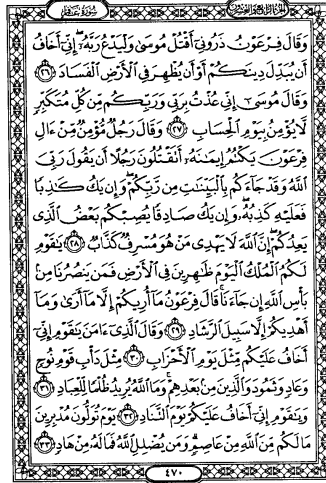 الجزء الرابع والعشرون سورة غافر
وَقَالَ فِرْعَوْنُ ذَرُونِىٓ أَقْتُلْ مُوسَىٰ وَلْيَدْعُ رَبَّهُۥٓ ۖ إِنِّىٓ أَخَافُ
أَن يُبَدِّلَ دِينَكُمْ أَوْ أَن يُظْهِرَ فِى ٱلْأَرْضِ ٱلْفَسَادَ ٢٦
وَقَالَ مُوسَىٰٓ إِنِّى عُذْتُ بِرَبِّى وَرَبِّكُم مِّن كُلِّ مُتَكَبِّرٍ
لَّا يُؤْمِنُ بِيَوْمِ ٱلْحِسَابِ ٢٧ وَقَالَ رَجُلٌ مُّؤْمِنٌ مِّنْ ءَالِ
فِرْعَوْنَ يَكْتُمُ إِيمَٰنَهُۥٓ أَتَقْتُلُونَ رَجُلًا أَن يَقُولَ رَبِّىَ
ٱللَّهُ وَقَدْ جَآءَكُم بِٱلْبَيِّنَٰتِ مِن رَّبِّكُمْ ۖ وَإِن يَكُ كَٰذِبًا
فَعَلَيْهِ كَذِبُهُۥ ۖ وَإِن يَكُ صَادِقًا يُصِبْكُم بَعْضُ ٱلَّذِى
يَعِدُكُمْ ۖ إِنَّ ٱللَّهَ لَا يَهْدِى مَنْ هُوَ مُسْرِفٌ كَذَّابٌ ٢٨ يَٰقَوْمِ
لَكُمُ ٱلْمُلْكُ ٱلْيَوْمَ ظَٰهِرِينَ فِى ٱلْأَرْضِ فَمَن يَنصُرُنَا مِنۢ
بَأْسِ ٱللَّهِ إِن جَآءَنَا ۚ قَالَ فِرْعَوْنُ مَآ أُرِيكُمْ إِلَّا مَآ أَرَىٰ وَمَآ
أَهْدِيكُمْ إِلَّا سَبِيلَ ٱلرَّشَادِ ٢٩ وَقَالَ ٱلَّذِىٓ ءَامَنَ يَٰقَوْمِ إِنِّىٓ
أَخَافُ عَلَيْكُم مِّثْلَ يَوْمِ ٱلْأَحْزَابِ ٣٠ مِثْلَ دَأْبِ قَوْمِ نُوحٍ
وَعَادٍ وَثَمُودَ وَٱلَّذِينَ مِنۢ بَعْدِهِمْ ۚ وَمَا ٱللَّهُ يُرِيدُ ظُلْمًا لِّلْعِبَادِ ٣١
وَيَٰقَوْمِ إِنِّىٓ أَخَافُ عَلَيْكُمْ يَوْمَ ٱلتَّنَادِ ٣٢ يَوْمَ تُوَلُّونَ مُدْبِرِينَ
مَا لَكُم مِّنَ ٱللَّهِ مِنْ عَاصِمٍ ۗ وَمَن يُضْلِلِ ٱللَّهُ فَمَا لَهُۥ مِنْ هَادٍ ٣٣
٤٧٠